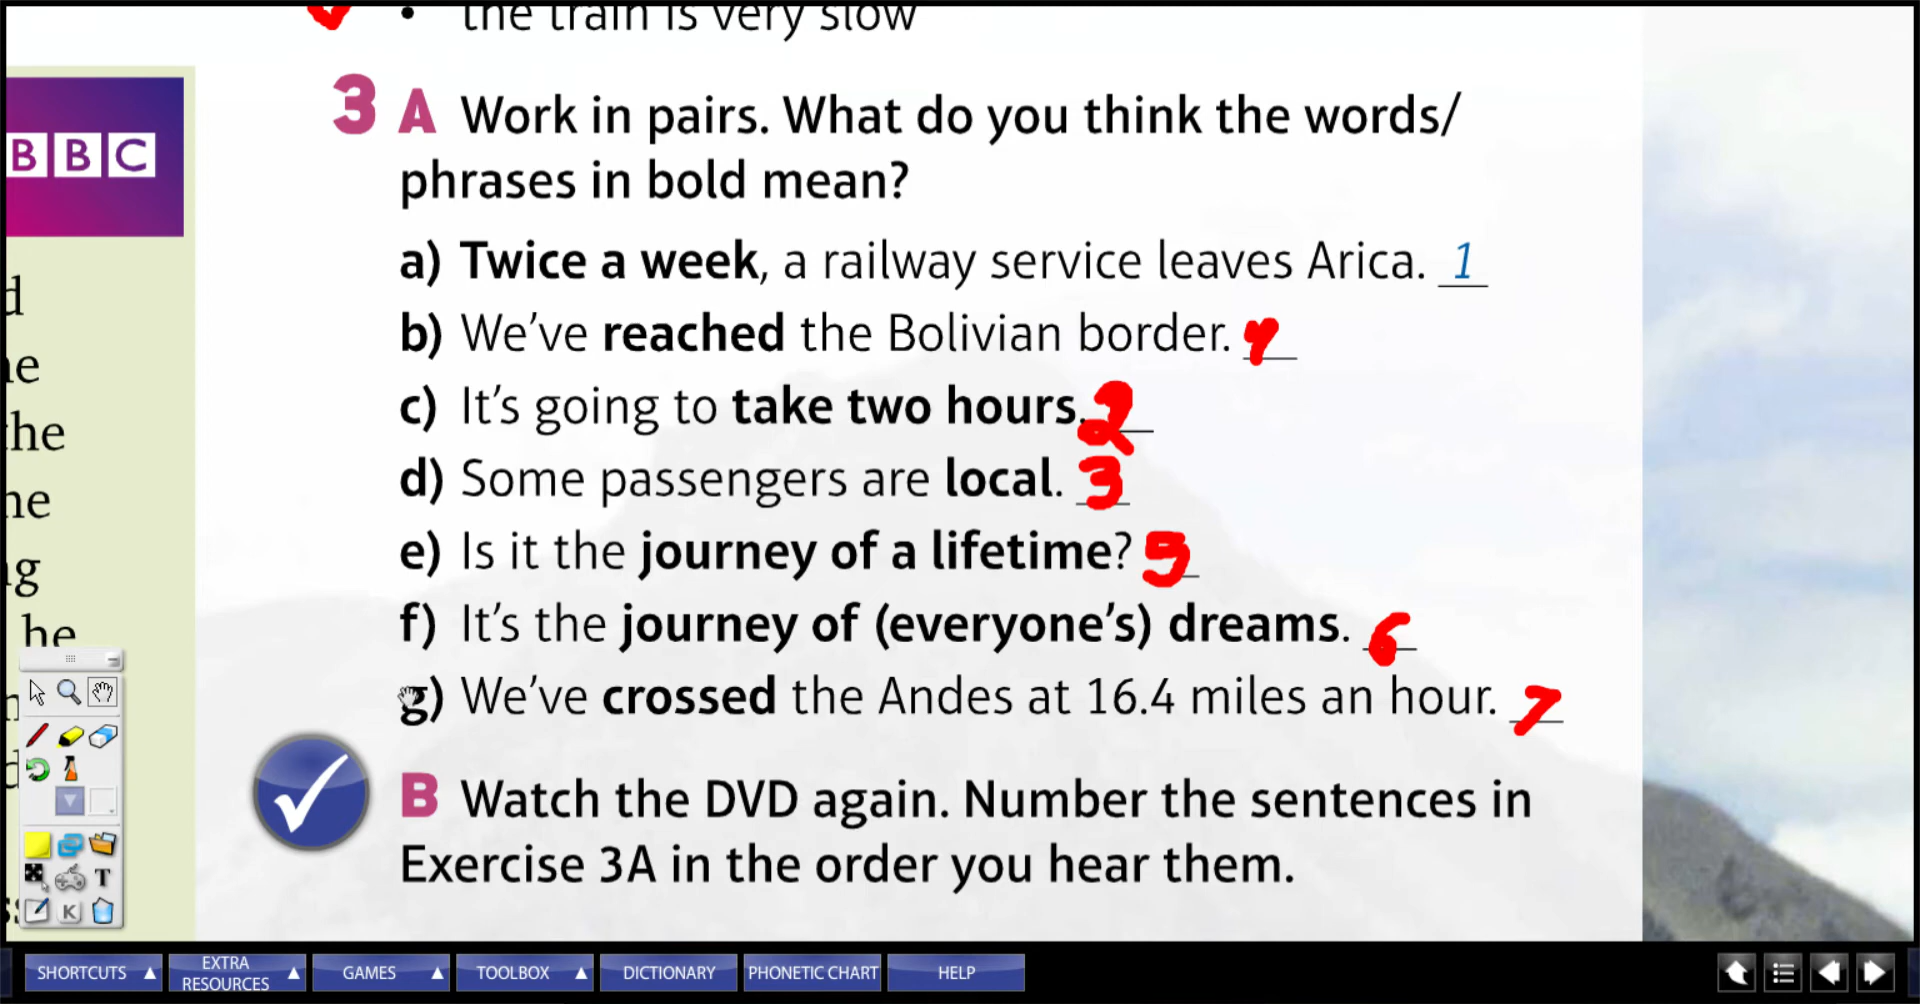 the train is very slow
BBC
3 A Work in pairs. What do you think the words/
phrases in bold mean?
a) Twice a week, a railway service leaves Arica. 1
b) We've reached the Bolivian border. 4
c) It's going to take two hours. 2
d) Some passengers are local. 3
e) Is it the journey of a lifetime? 5
f) It's the journey of (everyone's) dreams. 6
g) We've crossed the Andes at 16.4 miles an hour. 7
B Watch the DVD again. Number the sentences in
Exercise 3A in the order you hear them.
T
K
SHORTCUTS
EXTRA
RESOURCES
GAMES
TOOLBOX
DICTIONARY
PHONETIC CHART
HELP